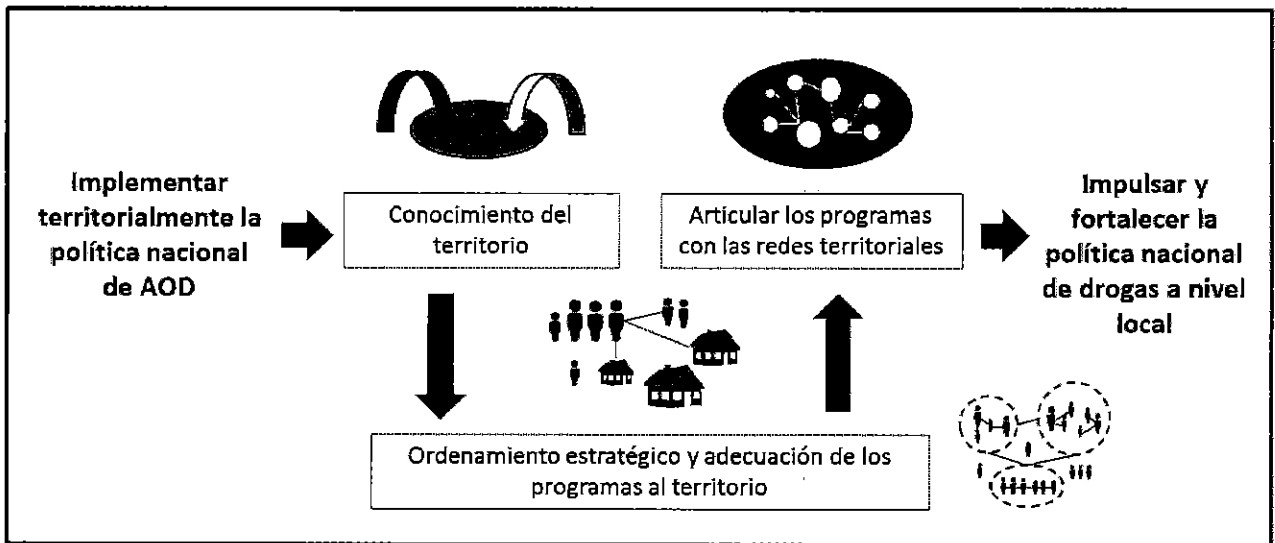 Implementar
territorialmente la
política nacional
de AOD
Conocimiento del
territorio
Articular los programas
con las redes territoriales
Impulsar y
fortalecer la
política nacional
de drogas a nivel
local
Ordenamiento estratégico y adecuación de los
programas al territorio